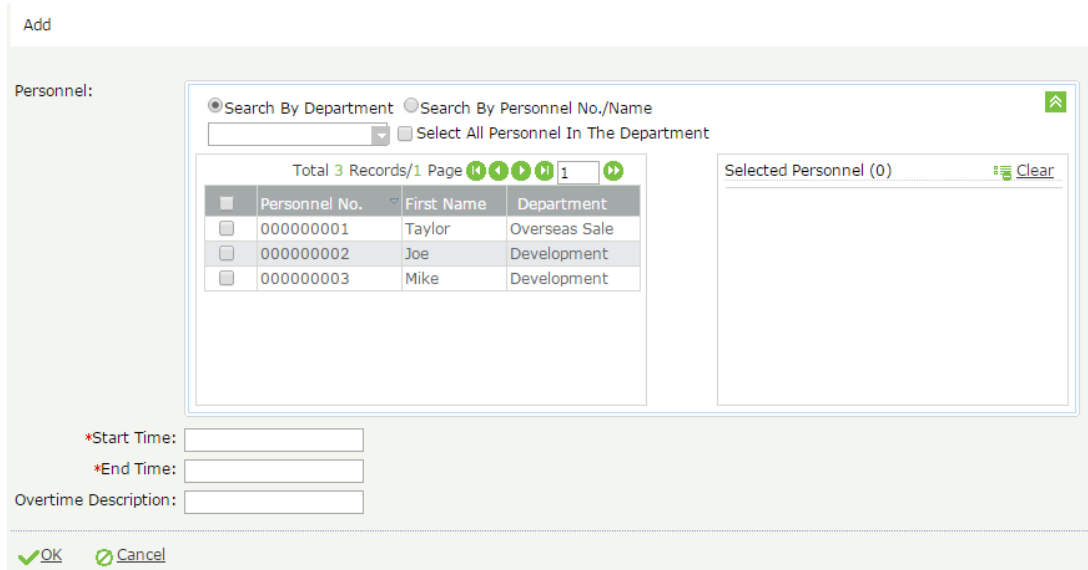 Add
Personnel:
Search By Department Search By Personnel No./Name
Select All Personnel In The Department
Total 3 Records/1 Page 1
Selected Personnel (0) Clear
Personnel No. First Name Department
000000001 Taylor Overseas Sale
000000002 Joe Development
000000003 Mike Development
*Start Time:
*End Time:
Overtime Description:
OK Cancel